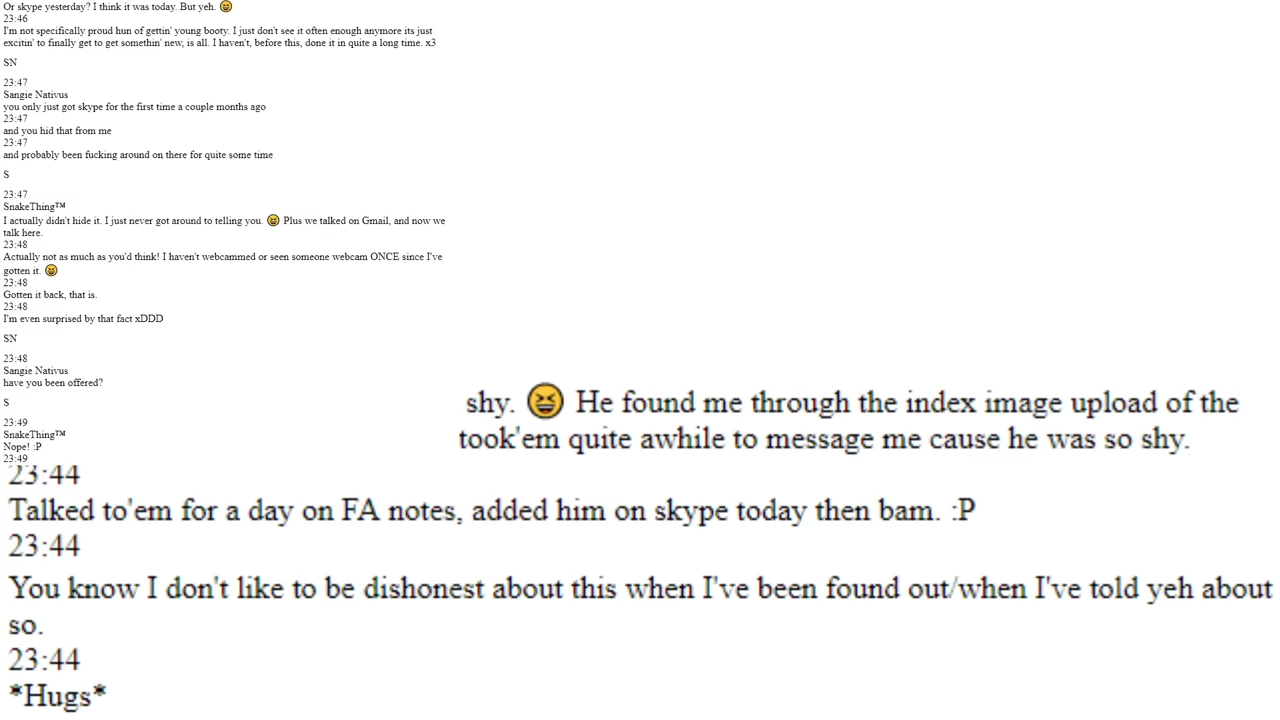 Or skype yesterday? I think it was today. But yeh. 😆
23:46
I'm not specifically proud hun of gettin' young booty. I just don't see it often enough anymore its just
excitin' to finally get to get somethin' new, is all. I haven't, before this, done it in quite a long time. x3
SN
23:47
Sangie Nativus
you only just got skype for the first time a couple months ago
23:47
and you hid that from me
23:47
and probably been fucking around on there for quite some time
S
23:47
SnakeThing™
I actually didn't hide it. I just never got around to telling you. 😆 Plus we talked on Gmail, and now we
talk here.
23:48
Actually not as much as you'd think! I haven't webcammed or seen someone webcam ONCE since I've
gotten it. 😆
23:48
Gotten it back, that is.
23:48
I'm even surprised by that fact xDDD
SN
23:48
Sangie Nativus
have you been offered?
S
23:49
SnakeThing™
Nope! :P
23:49
shy. 😆 He found me through the index image upload of the
took'em quite awhile to message me cause he was so shy.
23:44
Talked to'em for a day on FA notes, added him on skype today then bam. :P
23:44
You know I don't like to be dishonest about this when I've been found out/when I've told yeh about
so.
23:44
*Hugs*